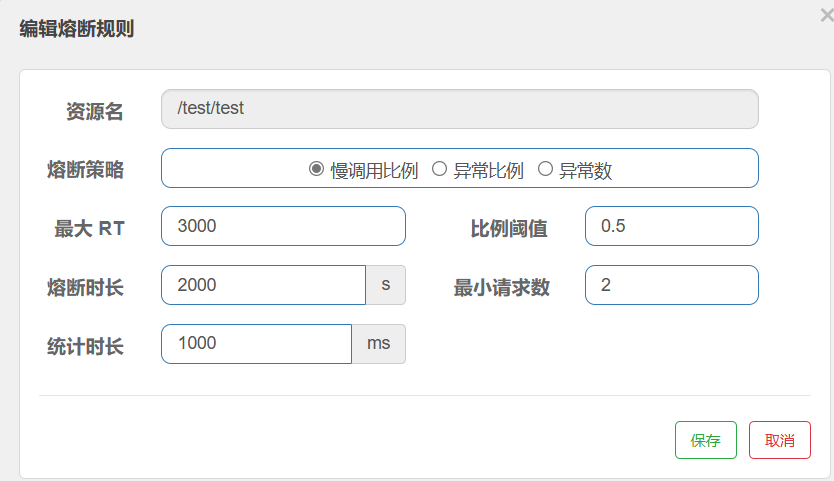 编辑熔断规则
×
资源名 /test/test
熔断策略 慢调用比例 异常比例 异常数
最大 RT 3000 比例阈值 0.5
熔断时长 2000 s 最小请求数 2
统计时长 1000 ms
保存 取消